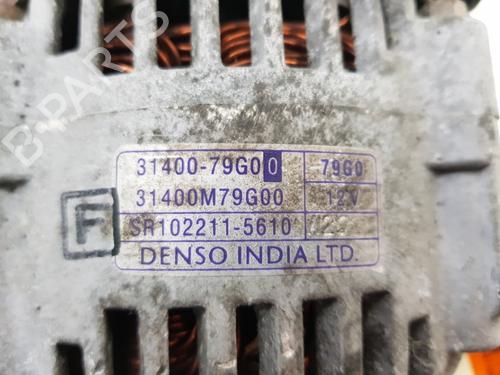 B-PARTS
31400-79G00 79G0
31400M79G00 12V
F
SR102211-5610
DENSO INDIA LTD.